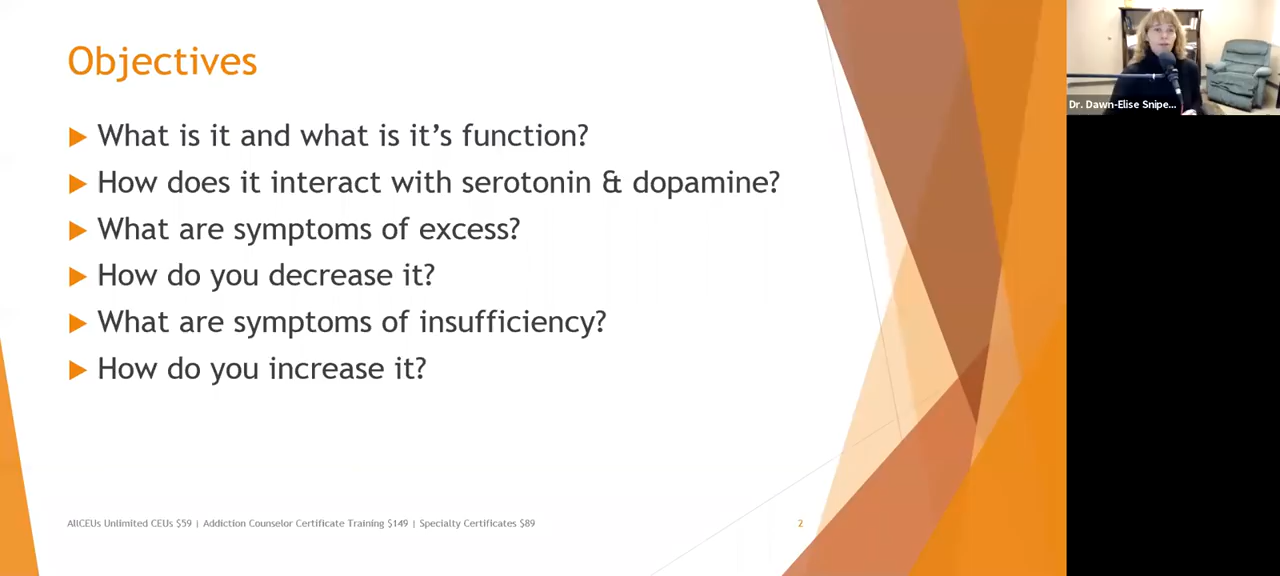 Objectives
What is it and what is it’s function?
How does it interact with serotonin & dopamine?
What are symptoms of excess?
How do you decrease it?
What are symptoms of insufficiency?
How do you increase it?
AllCEUs Unlimited CEUs $59 | Addiction Counselor Certificate Training $149 | Specialty Certificates $89
2
Dr. Dawn-Elise Snipe...